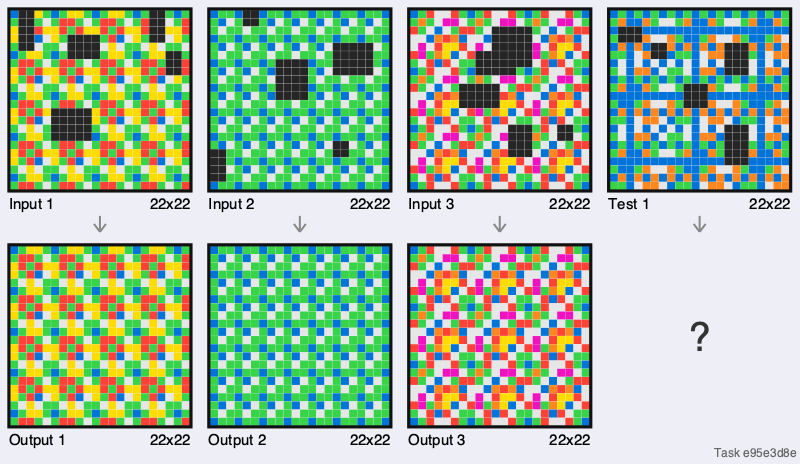 Input 1 22x22
Input 2 22x22
Input 3 22x22
Test 1 22x22
?
Output 1 22x22
Output 2 22x22
Output 3 22x22
Task e95e3d8e